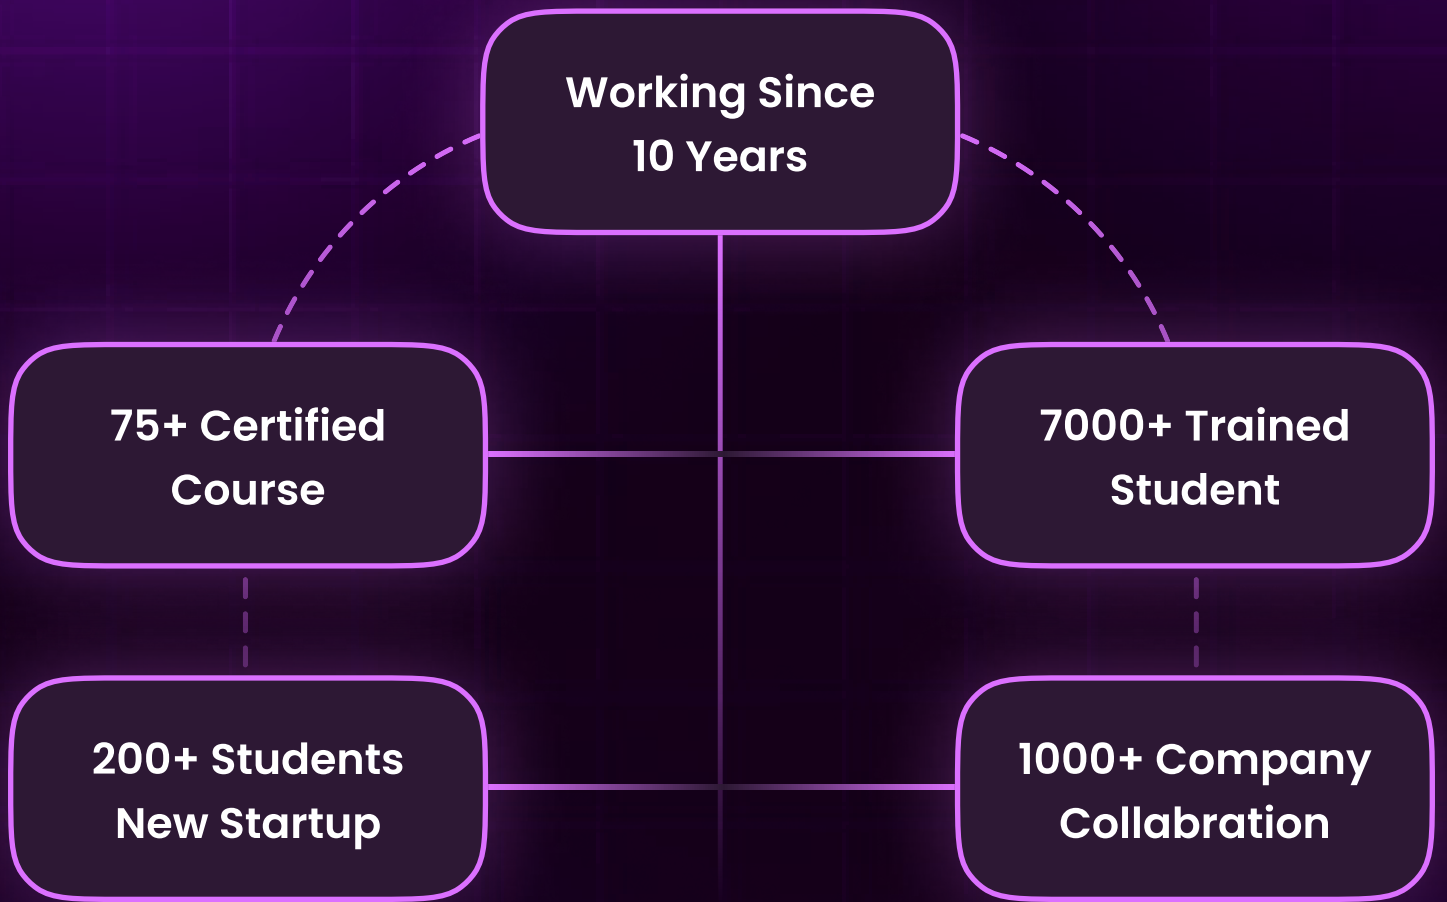 Working Since
10 Years
75+ Certified
Course
7000+ Trained
Student
200+ Students
New Startup
1000+ Company
Collabration